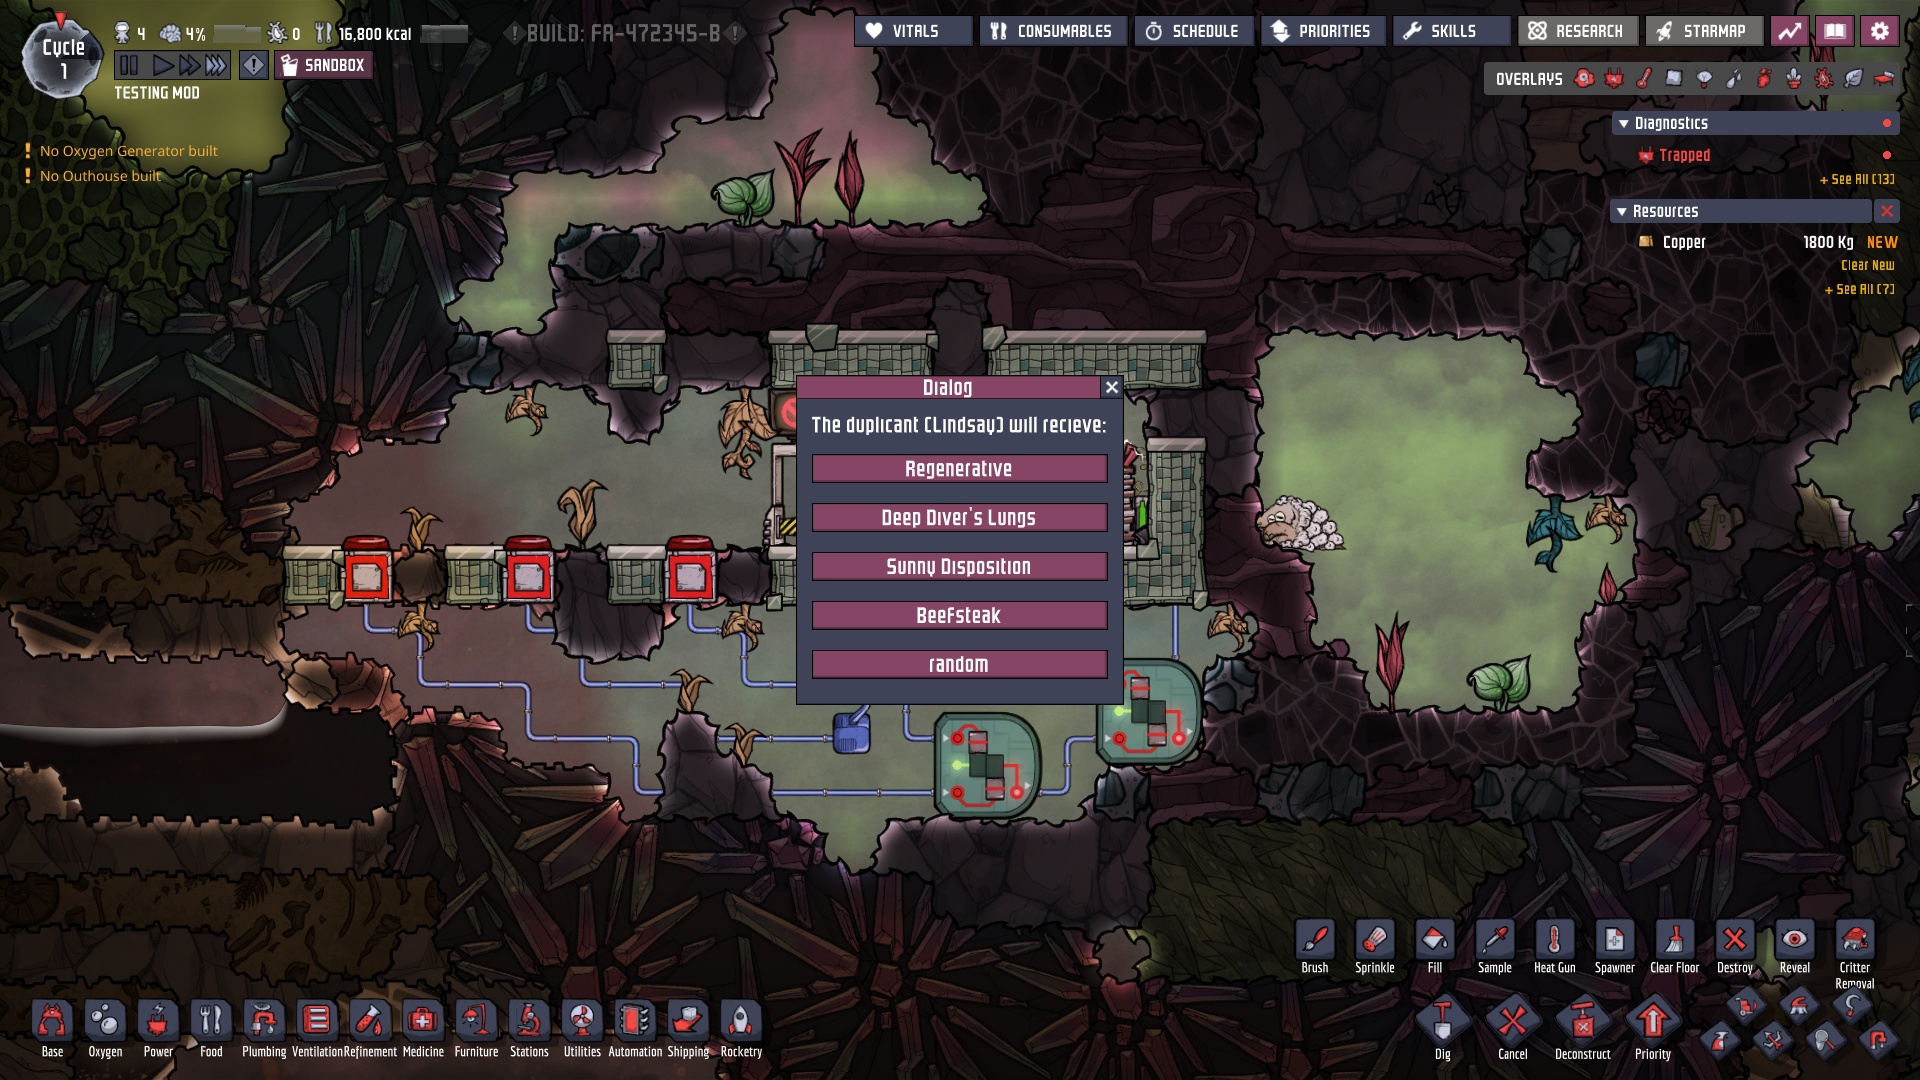 Cycle
1
4
4%
0
16,800 kcal
BUILD: FA-472345-B
SANDBOX
TESTING MOD
No Oxygen Generator built
No Outhouse built
VITALS
CONSUMABLES
SCHEDULE
PRIORITIES
SKILLS
RESEARCH
STARMAP
OVERLAYS
Diagnostics
Trapped
+ See All (13)
Resources
Copper 1800 Kg NEW
Clear New
+ See All (7)
Dialog
The duplicant (Lindsay) will recieve:
Regenerative
Deep Diver's Lungs
Sunny Disposition
Beefsteak
random
Brush
Sprinkle
Fill
Sample
Heat Gun
Spawner
Clear Floor
Destroy
Reveal
Critter
Removal
Base
Oxygen
Power
Food
Plumbing
Ventilation
Refinement
Medicine
Furniture
Stations
Utilities
Automation
Shipping
Rocketry
Dig
Cancel
Deconstruct
Priority